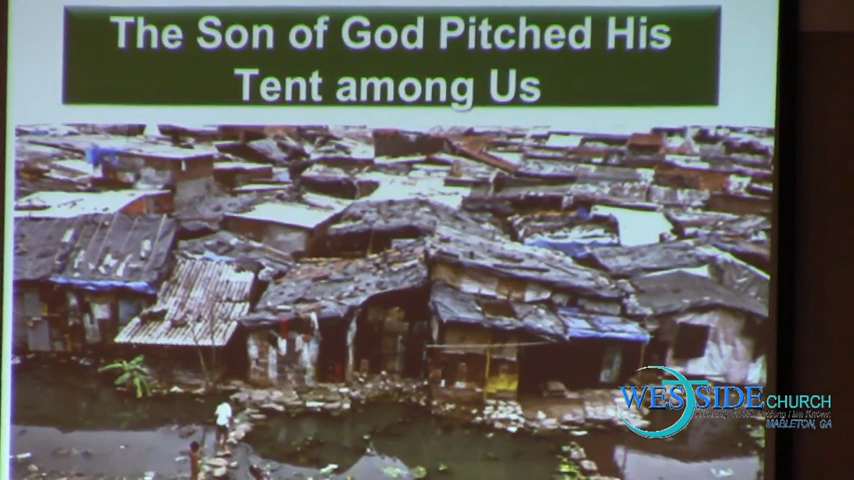 The Son of God Pitched His
Tent among Us
WESTSIDE CHURCH
MABLETON, GA